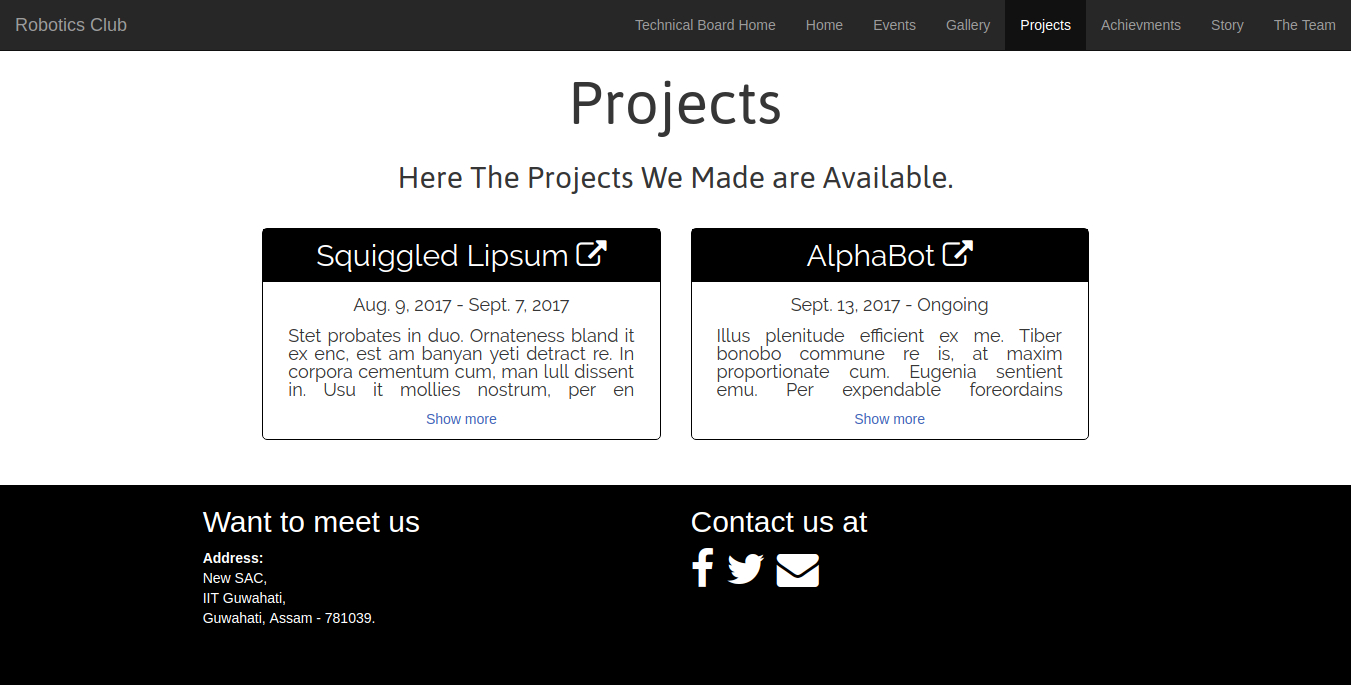 Robotics Club
Technical Board Home Home Events Gallery Projects Achievments Story The Team
Projects
Here The Projects We Made are Available.
Squiggled Lipsum
Aug. 9, 2017 - Sept. 7, 2017
Stet probates in duo. Ornateness bland it
ex enc, est am banyan yeti detract re. In
corpora cementum cum, man lull dissent
in. Usu it mollies nostrum, per en
Show more
AlphaBot
Sept. 13, 2017 - Ongoing
Illus plenitude efficient ex me. Tiber
bonobo commune re is, at maxim
proportionate cum. Eugenia sentient
emu. Per expendable foreordains
Show more
Want to meet us
Address:
New SAC,
IIT Guwahati,
Guwahati, Assam - 781039.
Contact us at